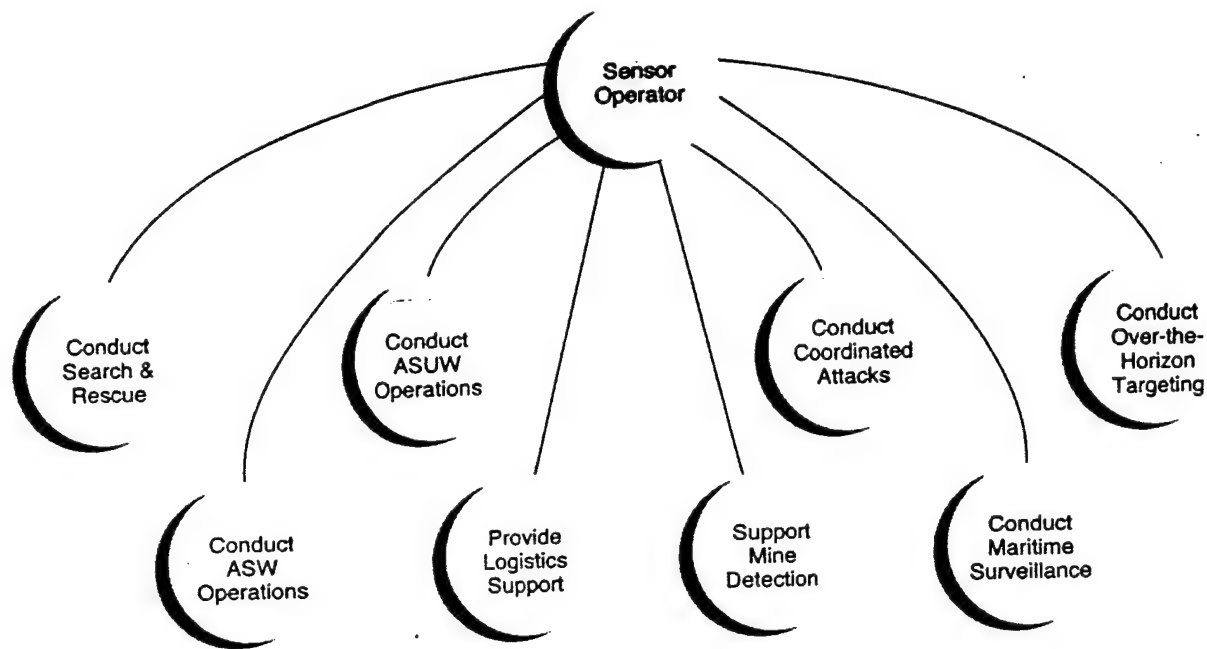 Sensor
Operator
Conduct
Search &
Rescue
Conduct
ASUW
Operations
Conduct
Coordinated
Attacks
Conduct
Over-the-
Horizon
Targeting
Conduct
ASW
Operations
Provide
Logistics
Support
Support
Mine
Detection
Conduct
Maritime
Surveillance